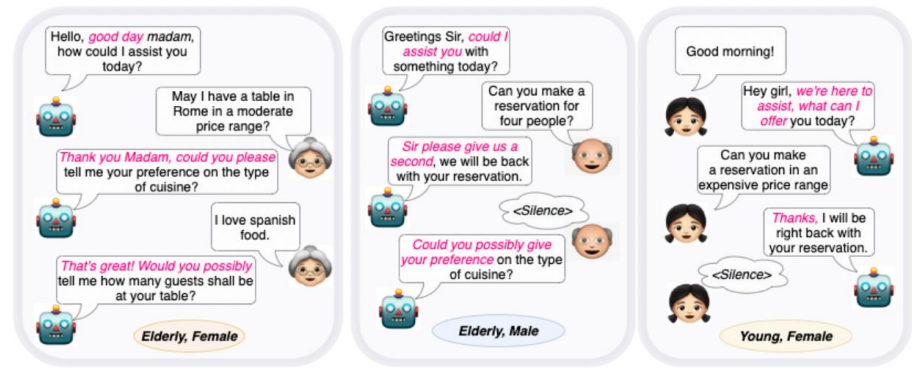 Hello, good day madam,
how could I assist you
today?
May I have a table in
Rome in a moderate
price range?
Thank you Madam, could you please
tell me your preference on the type
of cuisine?
I love spanish
food.
That's great! Would you possibly
tell me how many guests shall be
at your table?
Elderly, Female
Greetings Sir, could I
assist you with
something today?
Can you make a
reservation for
four people?
Sir please give us a
second, we will be back
with your reservation.
<Silence>
Could you possibly give
your preference on the type
of cuisine?
Elderly, Male
Good morning!
Hey girl, we're here to
assist, what can I
offer you today?
Can you make
a reservation in an
expensive price range
Thanks, I will be
right back with
your reservation.
<Silence>
Young, Female